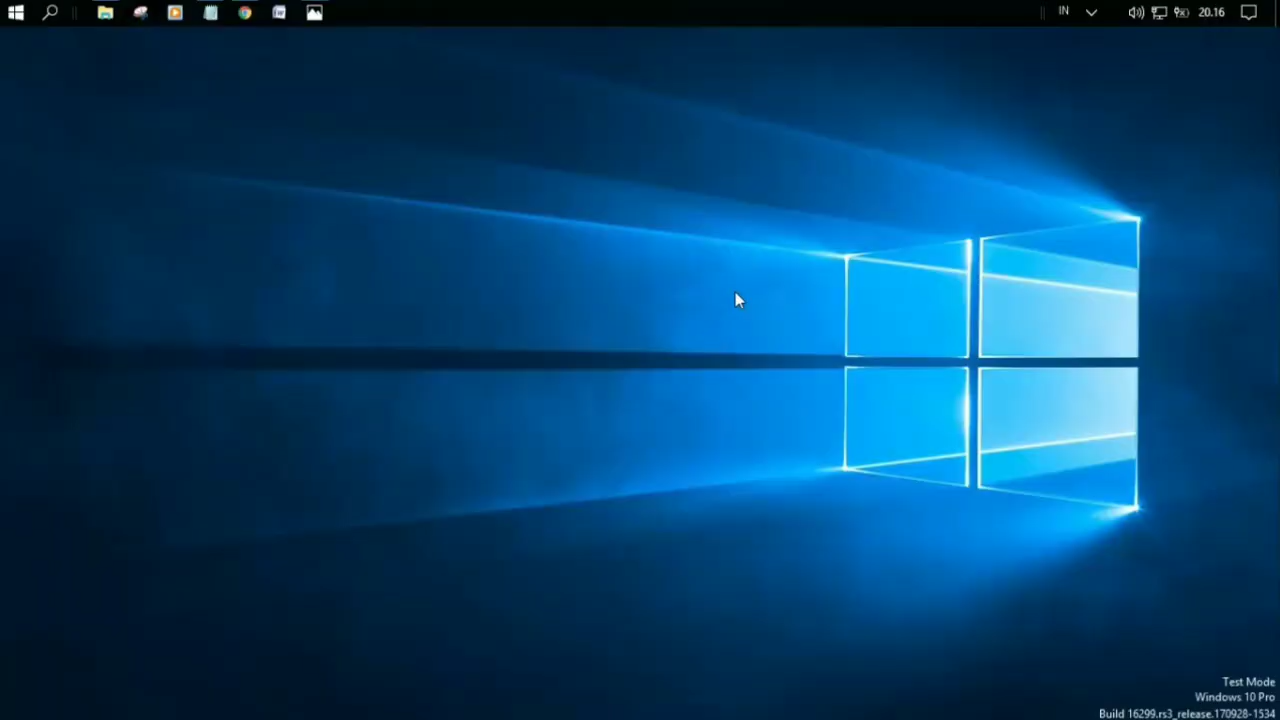 IN
20.16
Test Mode
Windows 10 Pro
Build 16299.rs3_release.170928-1534